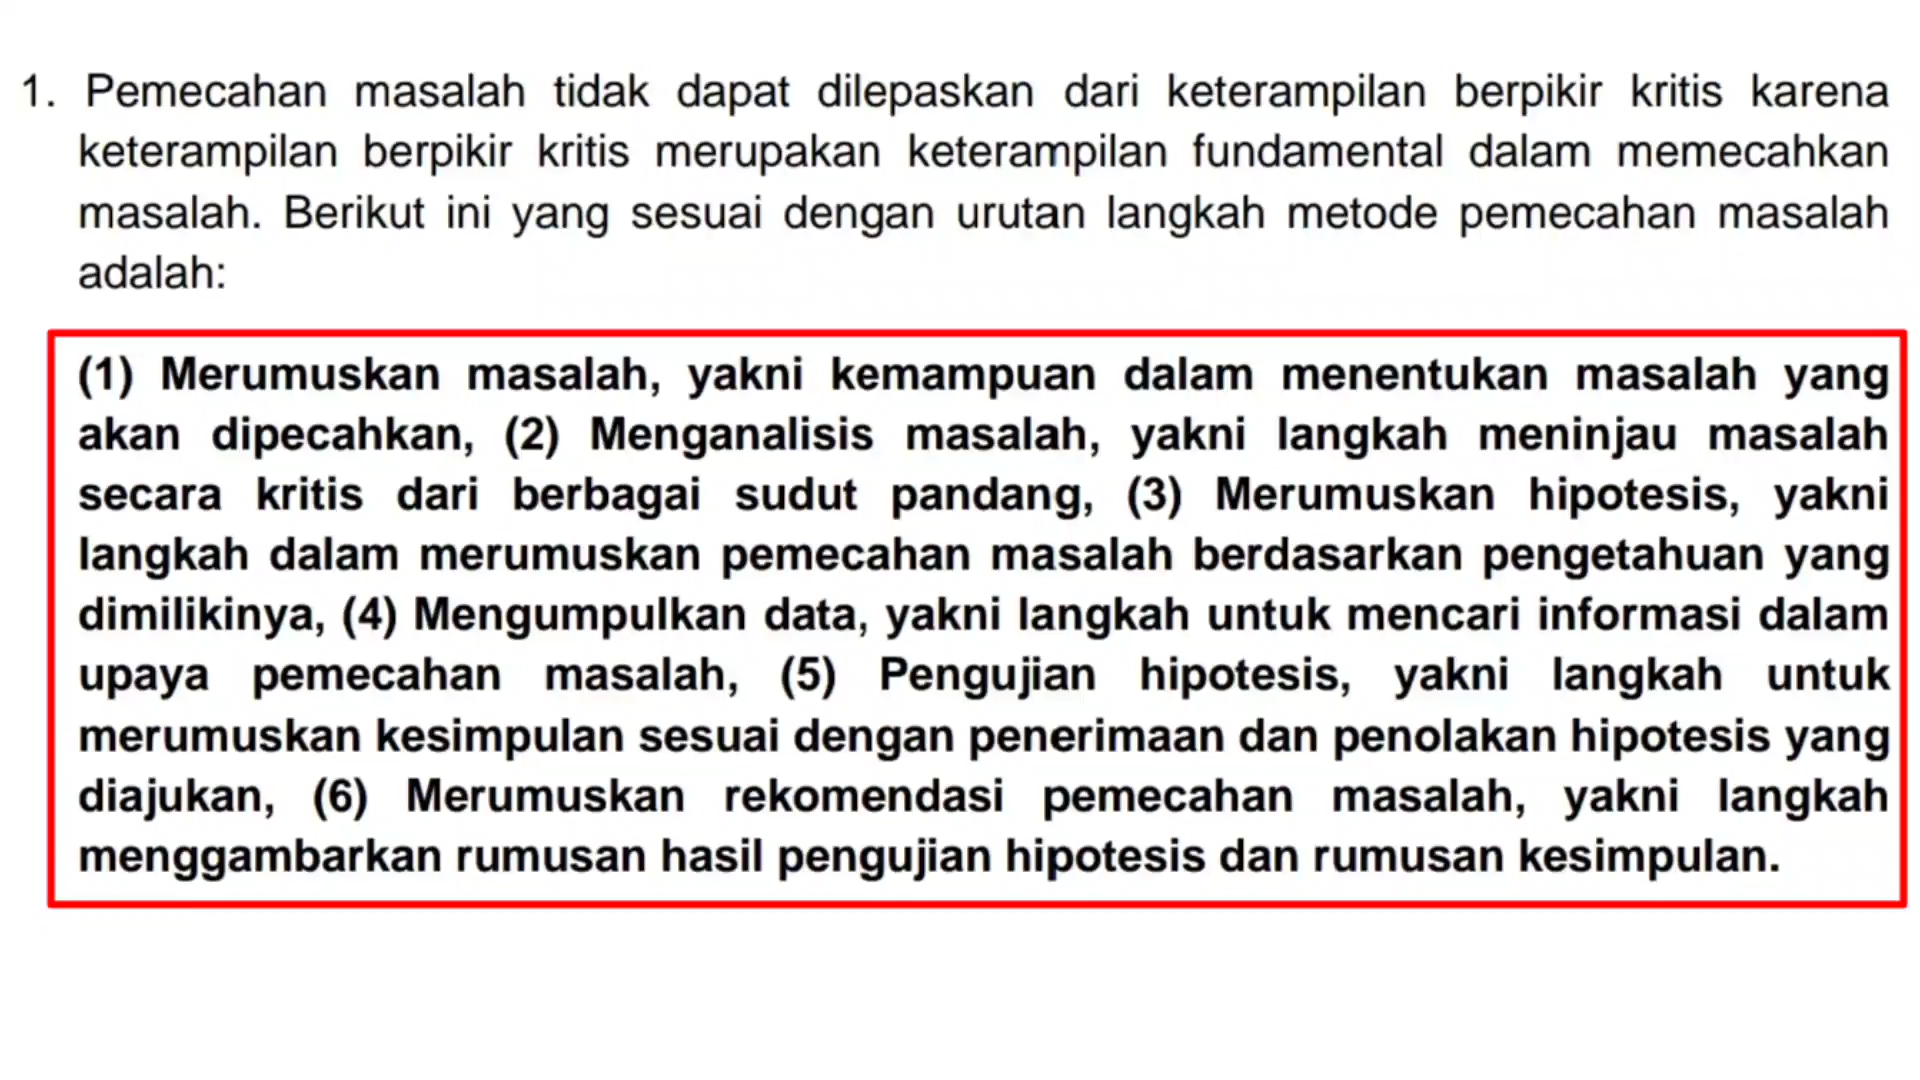 1. Pemecahan masalah tidak dapat dilepaskan dari keterampilan berpikir kritis karena
keterampilan berpikir kritis merupakan keterampilan fundamental dalam memecahkan
masalah. Berikut ini yang sesuai dengan urutan langkah metode pemecahan masalah
adalah:
(1) Merumuskan masalah, yakni kemampuan dalam menentukan masalah yang
akan dipecahkan, (2) Menganalisis masalah, yakni langkah meninjau masalah
secara kritis dari berbagai sudut pandang, (3) Merumuskan hipotesis, yakni
langkah dalam merumuskan pemecahan masalah berdasarkan pengetahuan yang
dimilikinya, (4) Mengumpulkan data, yakni langkah untuk mencari informasi dalam
upaya pemecahan masalah, (5) Pengujian hipotesis, yakni langkah untuk
merumuskan kesimpulan sesuai dengan penerimaan dan penolakan hipotesis yang
diajukan, (6) Merumuskan rekomendasi pemecahan masalah, yakni langkah
menggambarkan rumusan hasil pengujian hipotesis dan rumusan kesimpulan.